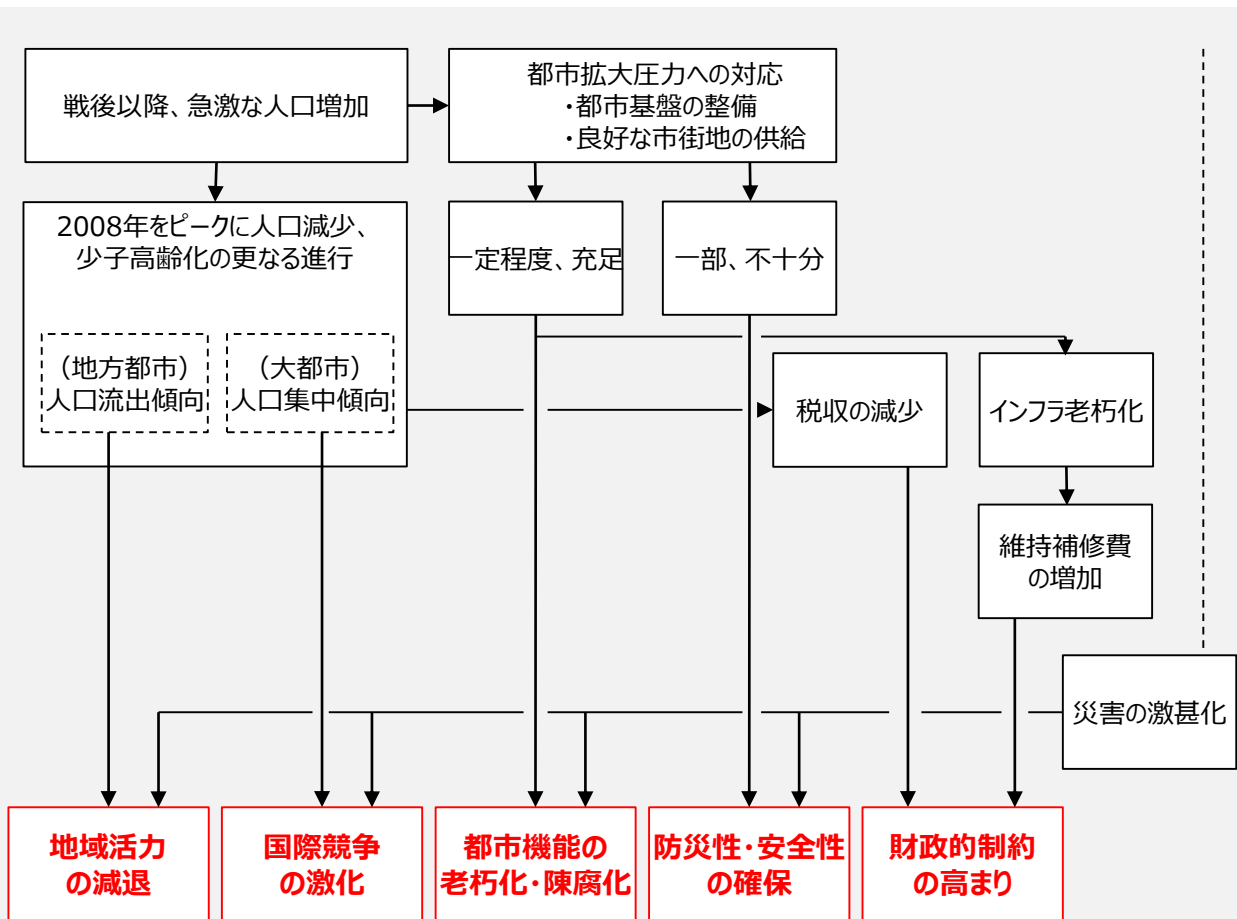 戦後以降、急激な人口増加
都市拡大圧力への対応
・都市基盤の整備
・良好な市街地の供給
2008年をピークに人口減少、
少子高齢化の更なる進行
一定程度、充足
一部、不十分
（地方都市）
人口流出傾向
（大都市）
人口集中傾向
税収の減少
インフラ老朽化
維持補修費
の増加
災害の激甚化
地域活力
の減退
国際競争
の激化
都市機能の
老朽化・陳腐化
防災性・安全性
の確保
財政的制約
の高まり